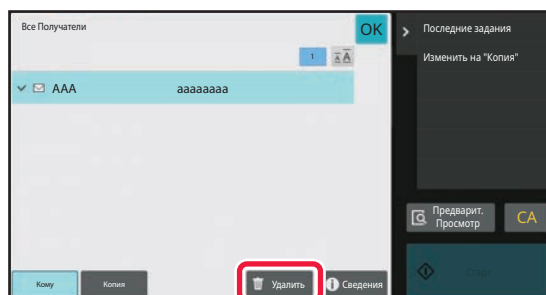 Все Получатели
OK
1
AA
AAA
aaaaaaaa
Кому
Копия
Удалить
Сведения
Последние задания
Изменить на "Копия"
Предварит.
Просмотр
CA
Старт